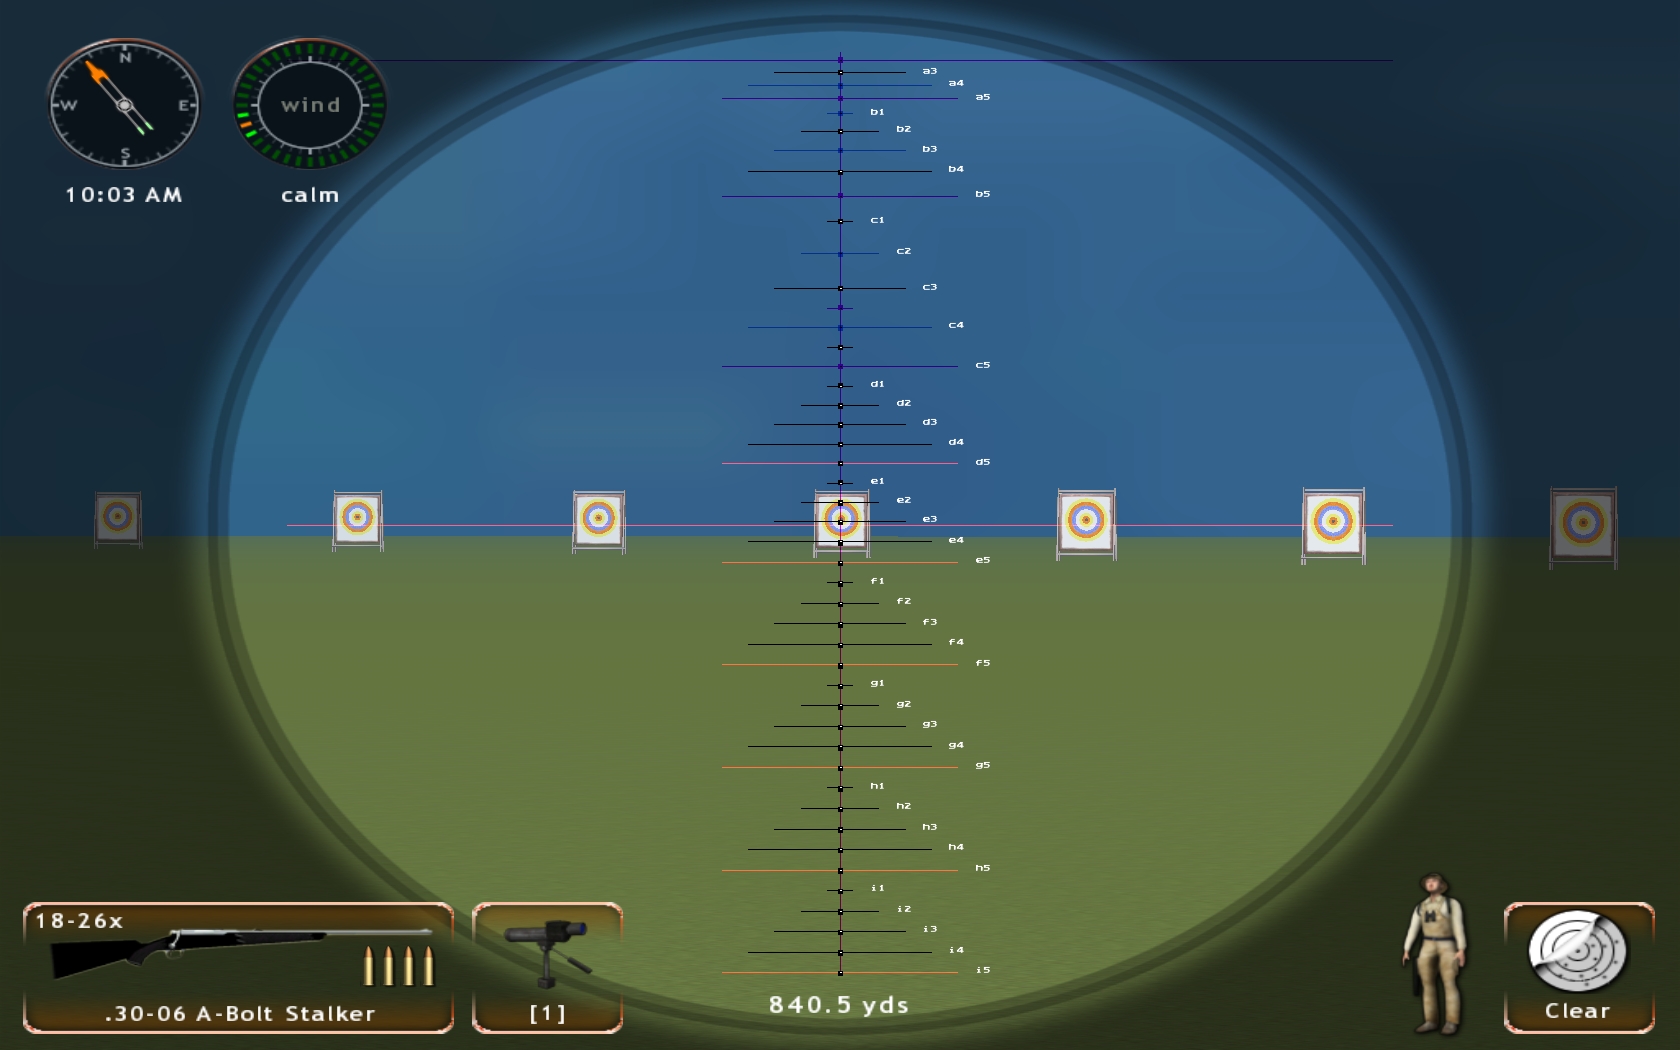 N
W
E
S
10:03 AM
wind
calm
a3
a4
a5
b1
b2
b3
b4
b5
c1
c2
c3
c4
c5
d1
d2
d3
d4
d5
e1
e2
e3
e4
e5
f1
f2
f3
f4
f5
g1
g2
g3
g4
g5
h1
h2
h3
h4
h5
i1
i2
i3
i4
i5
18-26x
.30-06 A-Bolt Stalker
[1]
840.5 yds
Clear